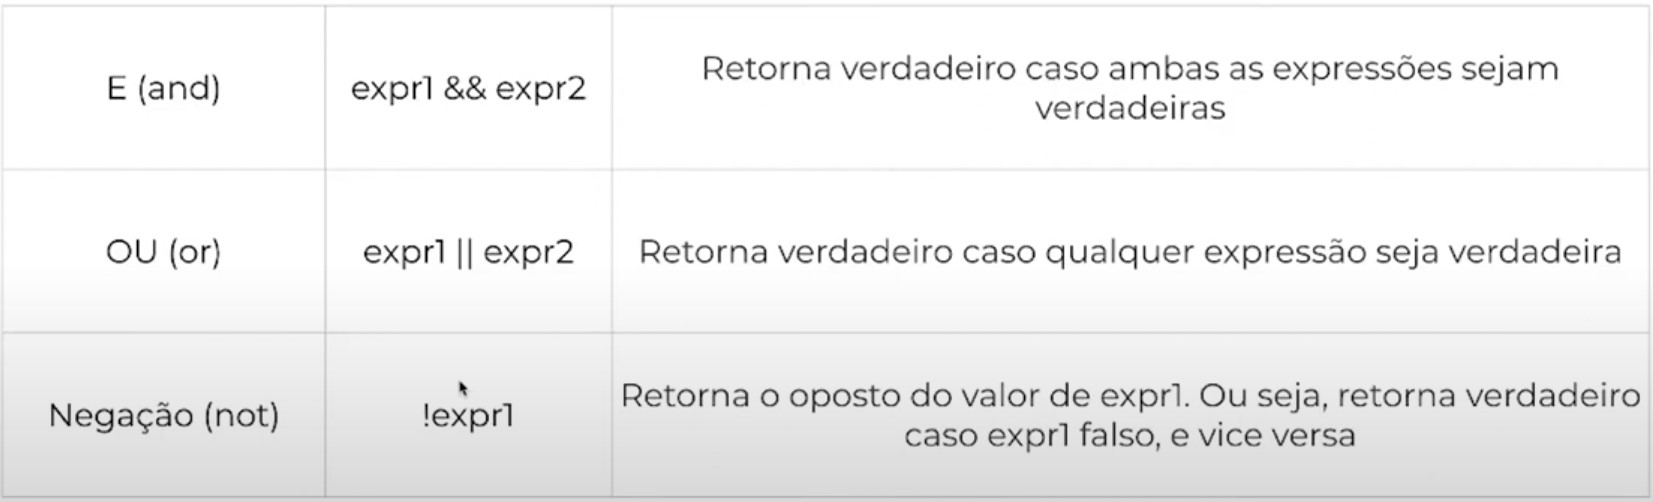 E (and)
expr1 && expr2
Retorna verdadeiro caso ambas as expressões sejam
verdadeiras
OU (or)
expr1 || expr2
Retorna verdadeiro caso qualquer expressão seja verdadeira
Negação (not)
!expr1
Retorna o oposto do valor de expr1. Ou seja, retorna verdadeiro
caso expr1 falso, e vice versa